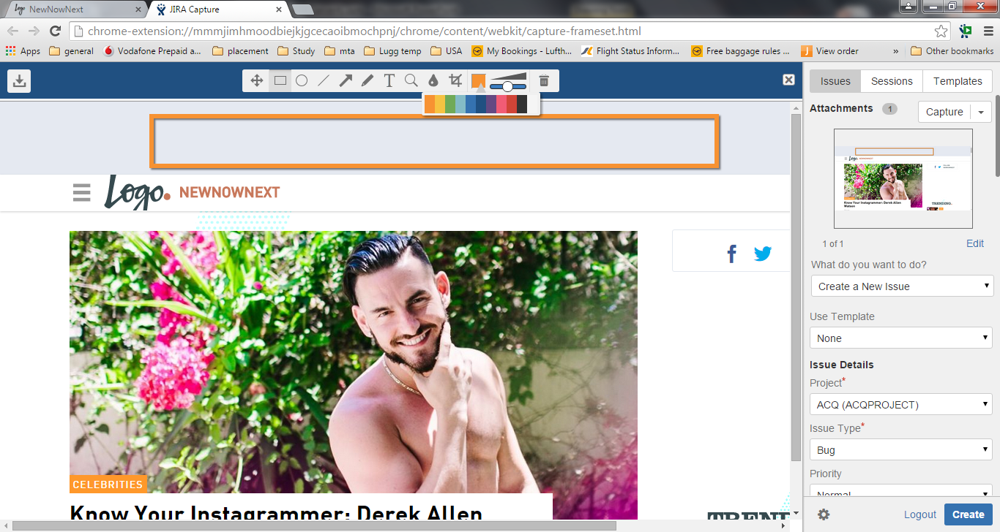 NewNowNext
JIRA Capture
chrome-extension://mmmjimhmoodbiejkjgcecaoibmochpnj/chrome/content/webkit/capture-frameset.html
Apps general Vodafone Prepaid a... placement Study mta Lugg temp USA My Bookings - Lufth... Flight Status Inform... Free baggage rules ... View order » Other bookmarks
T
Issues Sessions Templates
Attachments 1 Capture
Logo. NEWNOWNEXT
CELEBRITIES
Know Your Instagrammer: Derek Allen
TREND
Know Your Instagrammer: Derek Allen
Watson
TRENDING.
1 of 1 Edit
What do you want to do?
Create a New Issue
Use Template
None
Issue Details
Project*
ACQ (ACQPROJECT)
Issue Type*
Bug
Priority
Normal
Logout Create